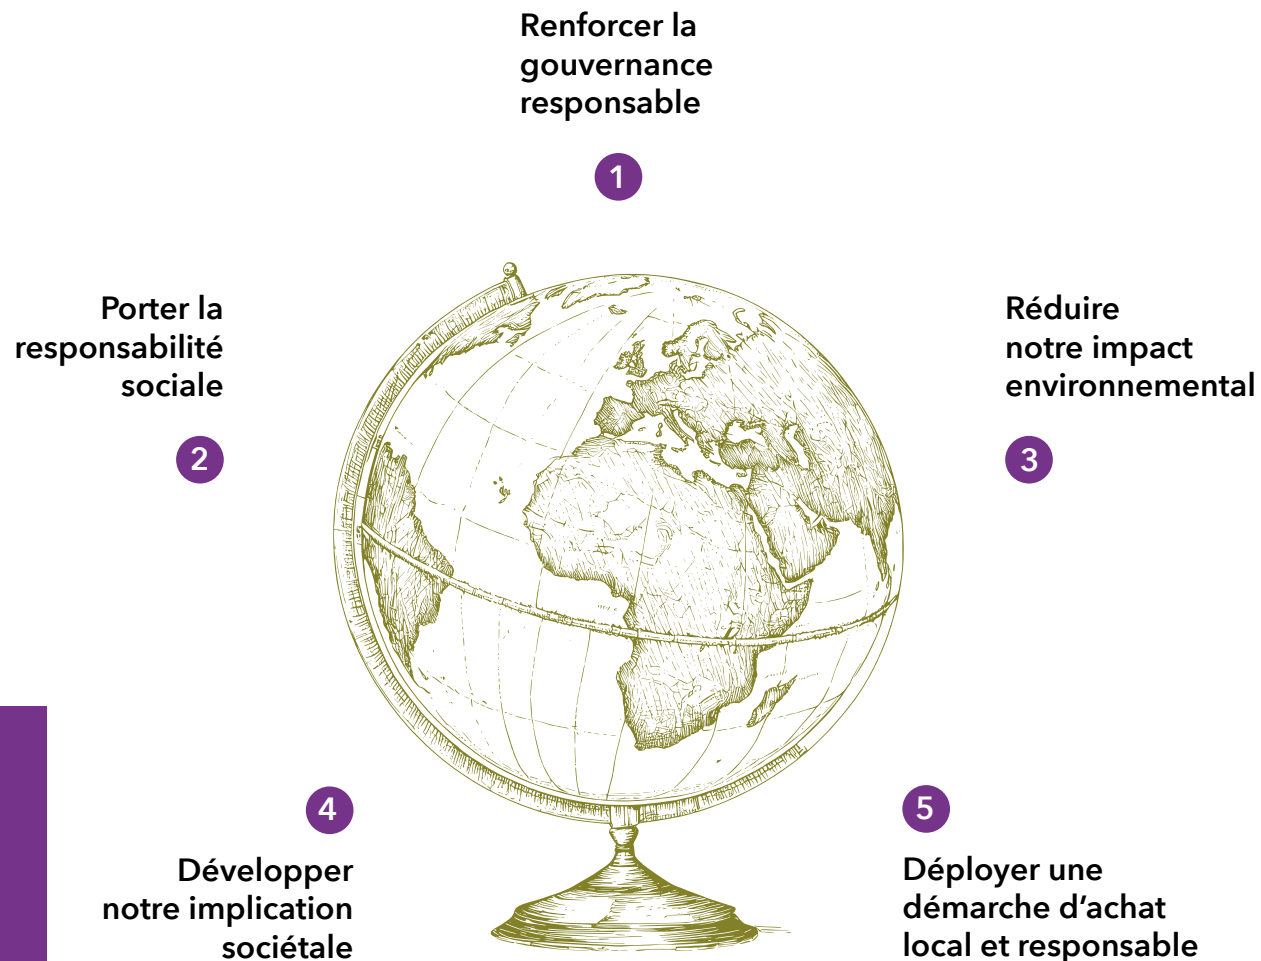 Renforcer la
gouvernance
responsable
1
Porter la
responsabilité
sociale
2
Réduire
notre impact
environnemental
3
4
Développer
notre implication
sociétale
5
Déployer une
démarche d’achat
local et responsable